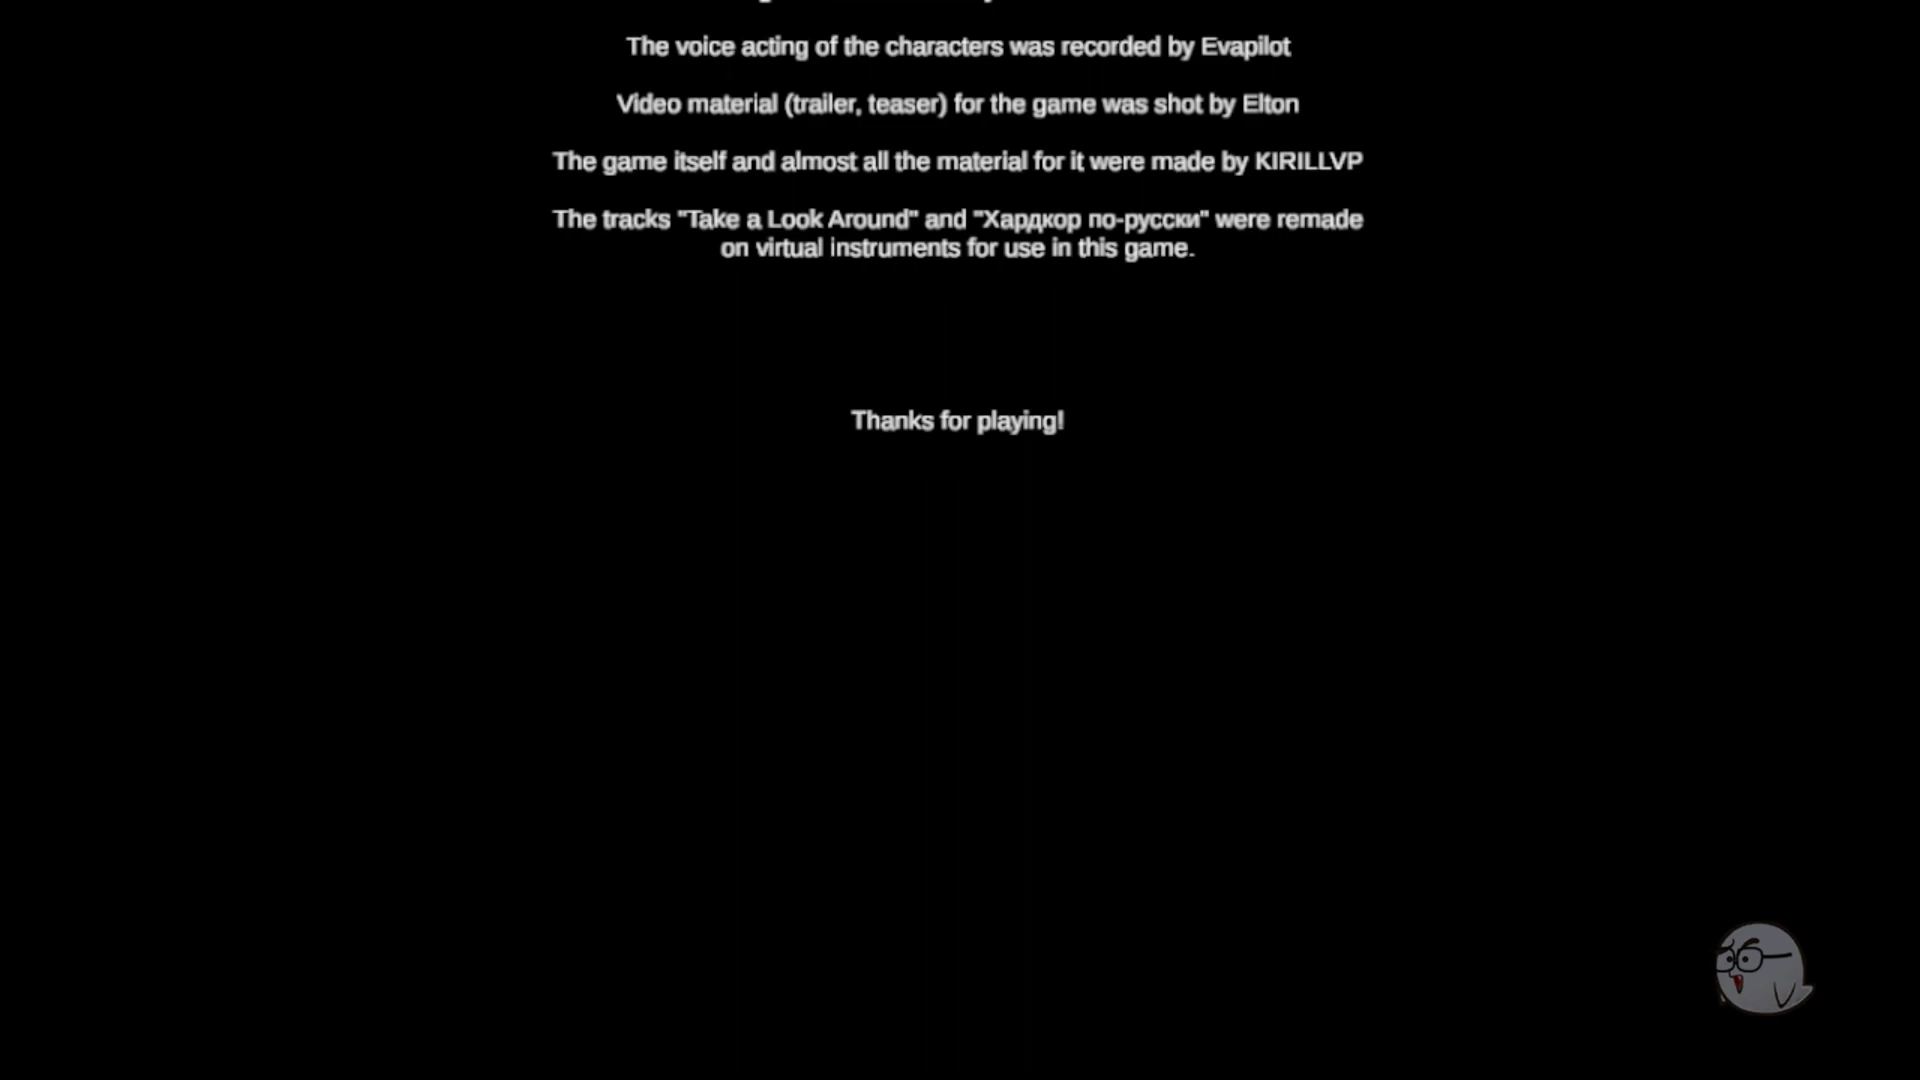 The voice acting of the characters was recorded by Evapilot
Video material (trailer, teaser) for the game was shot by Elton
The game itself and almost all the material for it were made by KIRILLVP
The tracks "Take a Look Around" and "Хардкор по-русски" were remade
on virtual instruments for use in this game.
Thanks for playing!